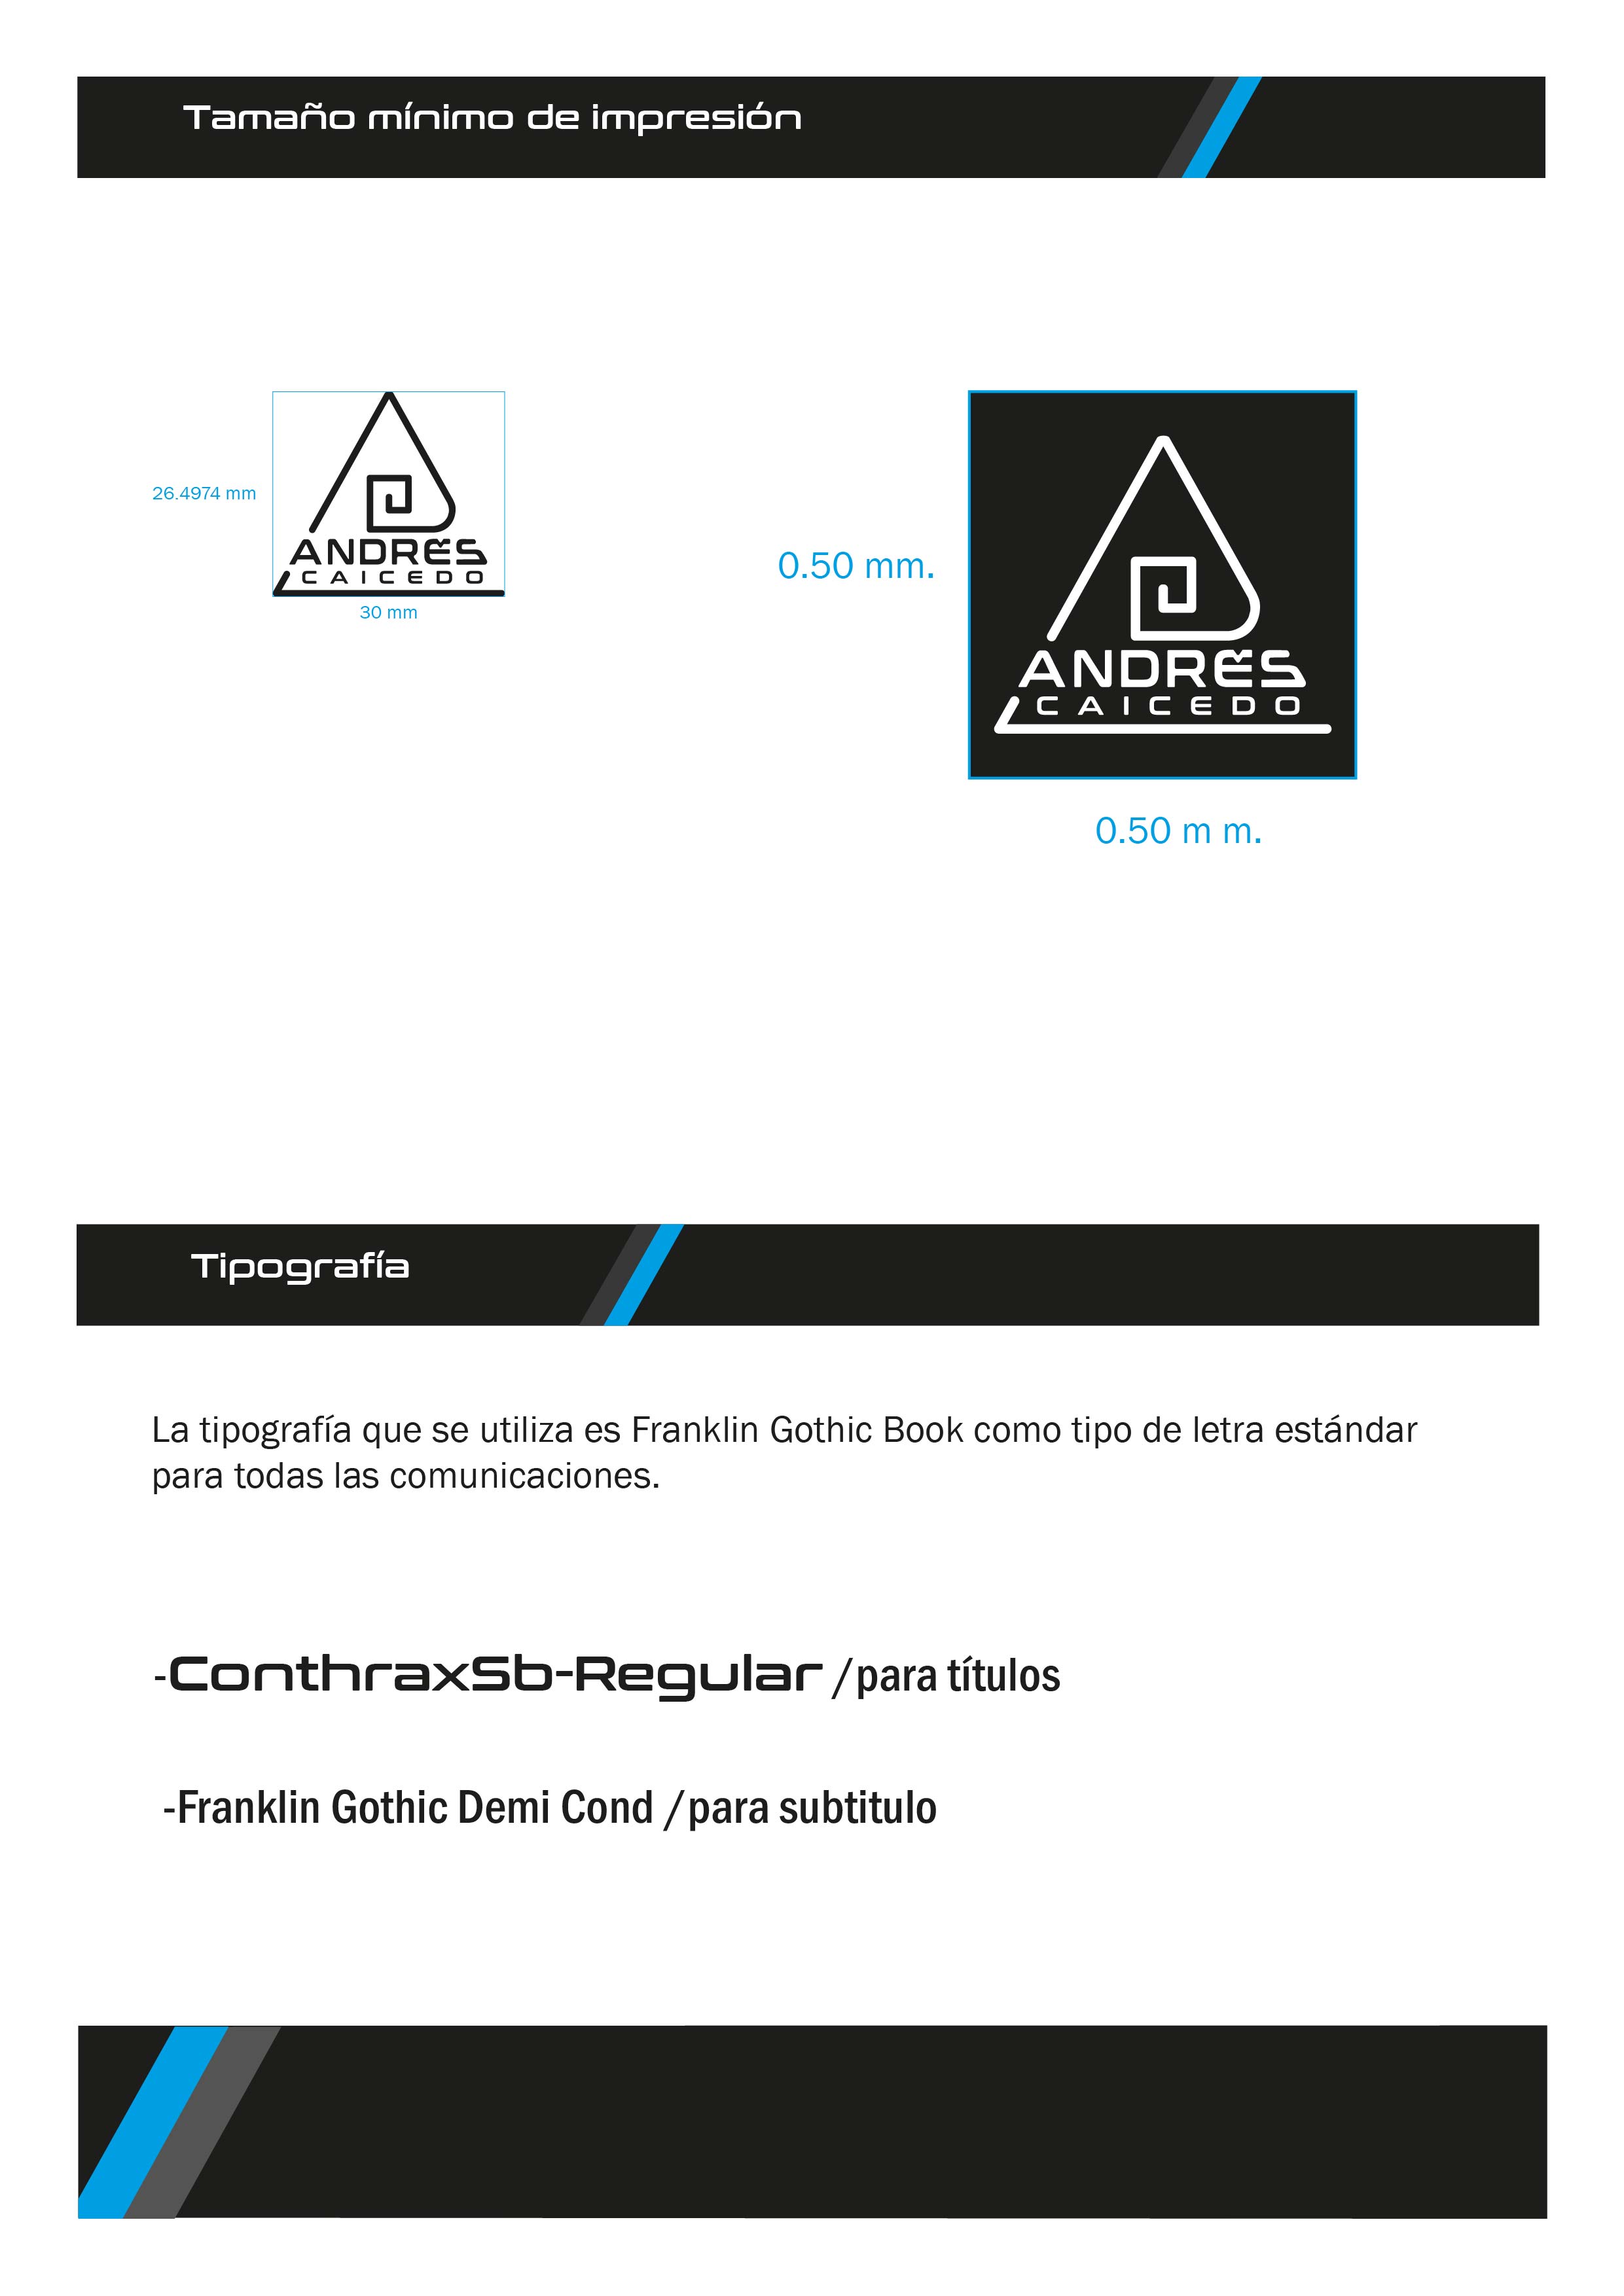 Tamaño mínimo de impresión
26.4974 mm
ANDRÉS
CAICEDO
30 mm
0.50 mm.
ANDRÉS
CAICEDO
0.50 m m.
Tipografía
La tipografía que se utiliza es Franklin Gothic Book como tipo de letra estándar
para todas las comunicaciones.
-ConthraxSb-Regular /para títulos
-Franklin Gothic Demi Cond /para subtitulo